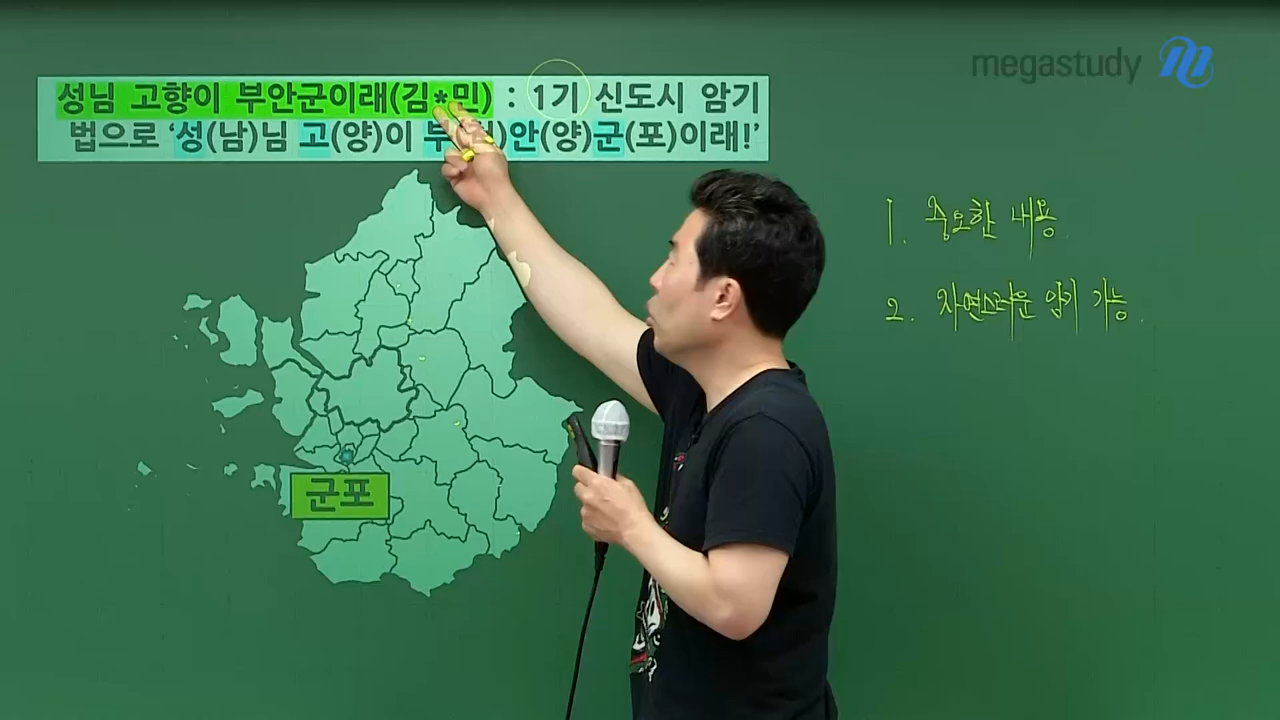 megastudy
성님 고향이 부안군이래(김*민) : 1기 신도시 암기
법으로 '성(남)님 고(양)이 부( )안(양)군(포)이래!'
1. 중요한 내용.
2. 자연스러운 암기 가능.
군포